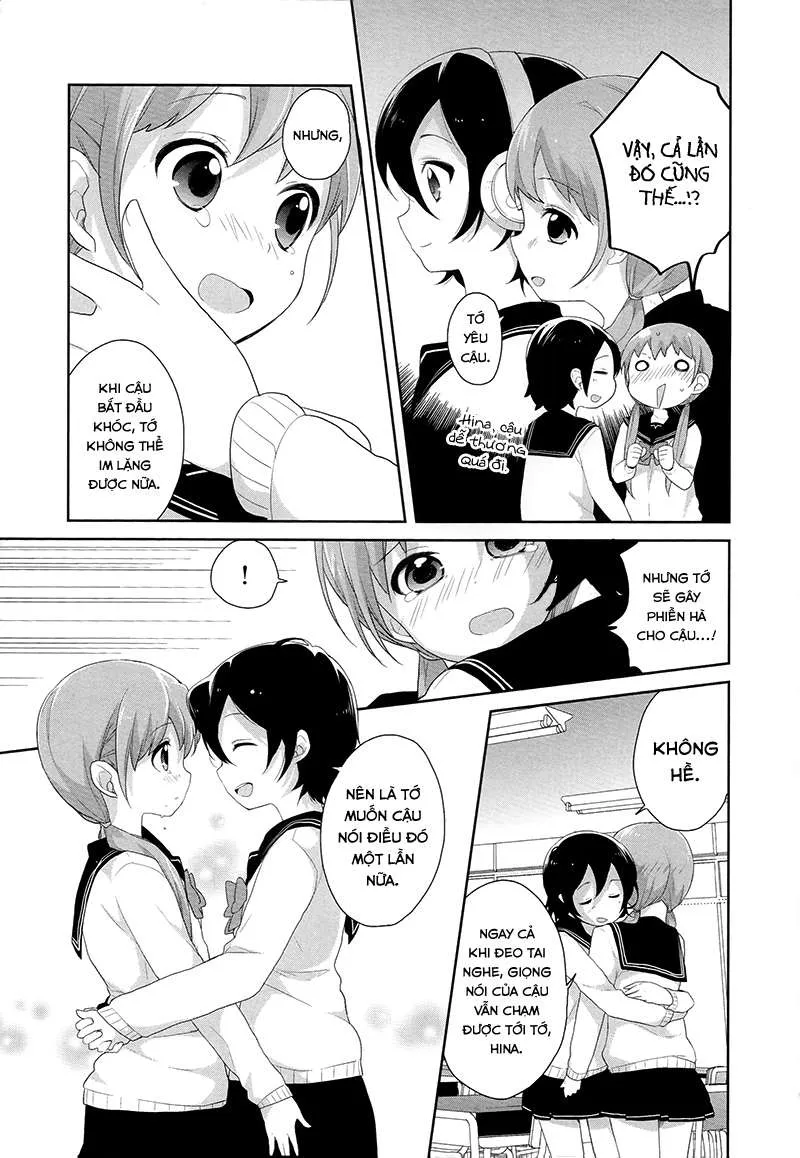 VẬY, CẢ LẦN
ĐÓ CŨNG
THẾ...!?
TỚ
YÊU
CẦU.
Hina, cậu
dễ thương
quá đi.
NHƯNG,
KHI CẬU
BẮT ĐẦU
KHÓC, TỚ
KHÔNG THỂ
IM LẶNG
ĐƯỢC NỮA.
NHƯNG TỚ
SẼ GÂY
PHIỀN HÀ
CHO CẬU...!
!
KHÔNG
HỀ.
NGAY CẢ
KHI ĐEO TAI
NGHE, GIỌNG
NÓI CỦA CẬU
VẪN CHẠM
ĐƯỢC TỚI TỚ,
HINA.
NÊN LÀ TỚ
MUỐN CẬU
NÓI ĐIỀU ĐÓ
MỘT LẦN
NỮA.